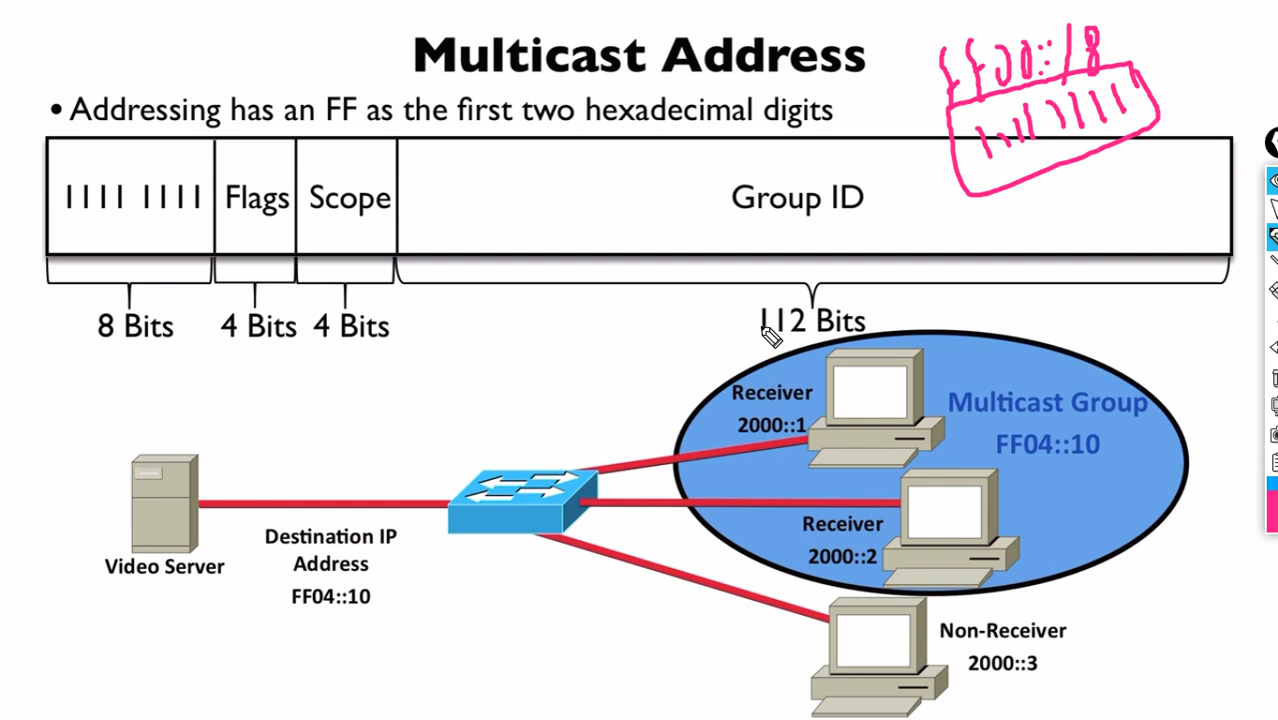 Multicast Address
ff00::/8
• Addressing has an FF as the first two hexadecimal digits
11111111
1111 1111
Flags
Scope
Group ID
8 Bits
4 Bits
4 Bits
112 Bits
Receiver
2000::1
Multicast Group
FF04::10
Receiver
2000::2
Destination IP
Address
FF04::10
Video Server
Non-Receiver
2000::3